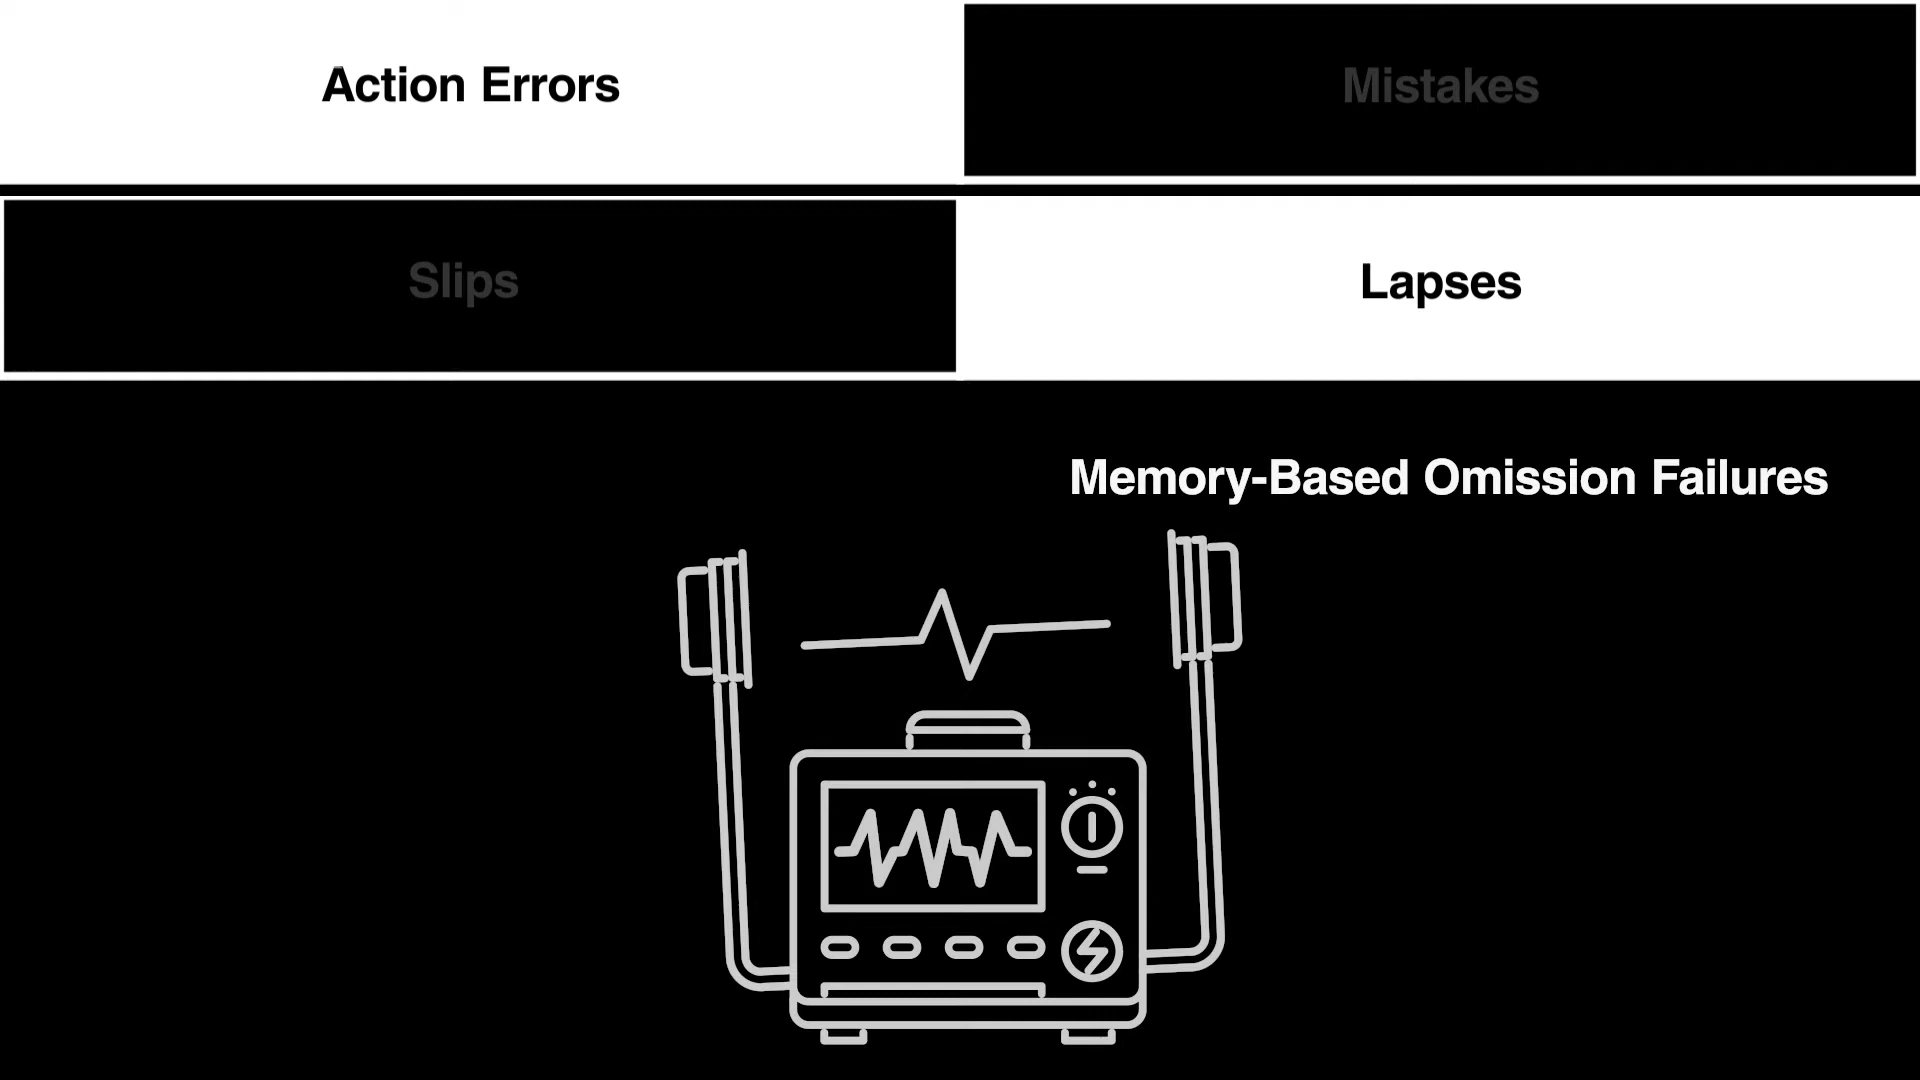 Action Errors
Mistakes
Slips
Lapses
Memory-Based Omission Failures